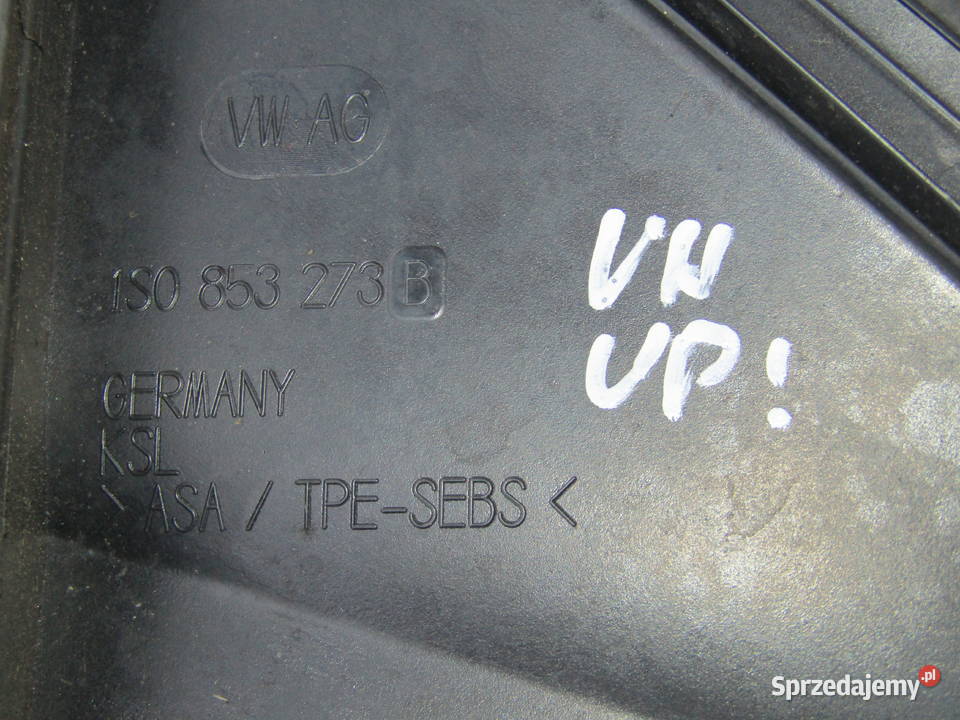 VW AG
1S0 853 273 B
GERMANY
KSL
>ASA / TPE-SEBS<
VW
UP!
Sprzedajemy.pl